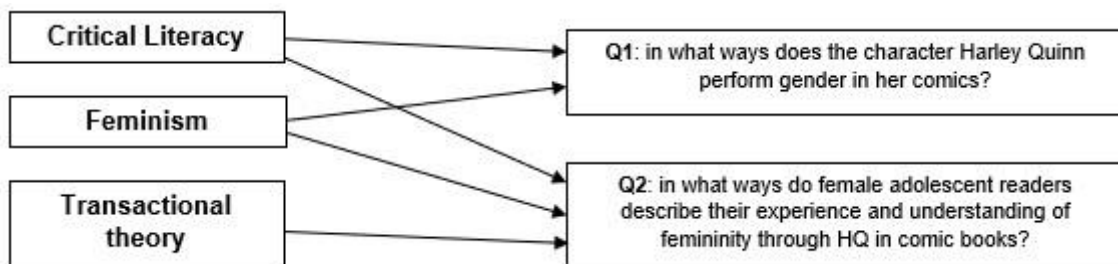 Critical Literacy
Feminism
Transactional
theory
Q1: in what ways does the character Harley Quinn
perform gender in her comics?
Q2: in what ways do female adolescent readers
describe their experience and understanding of
femininity through HQ in comic books?